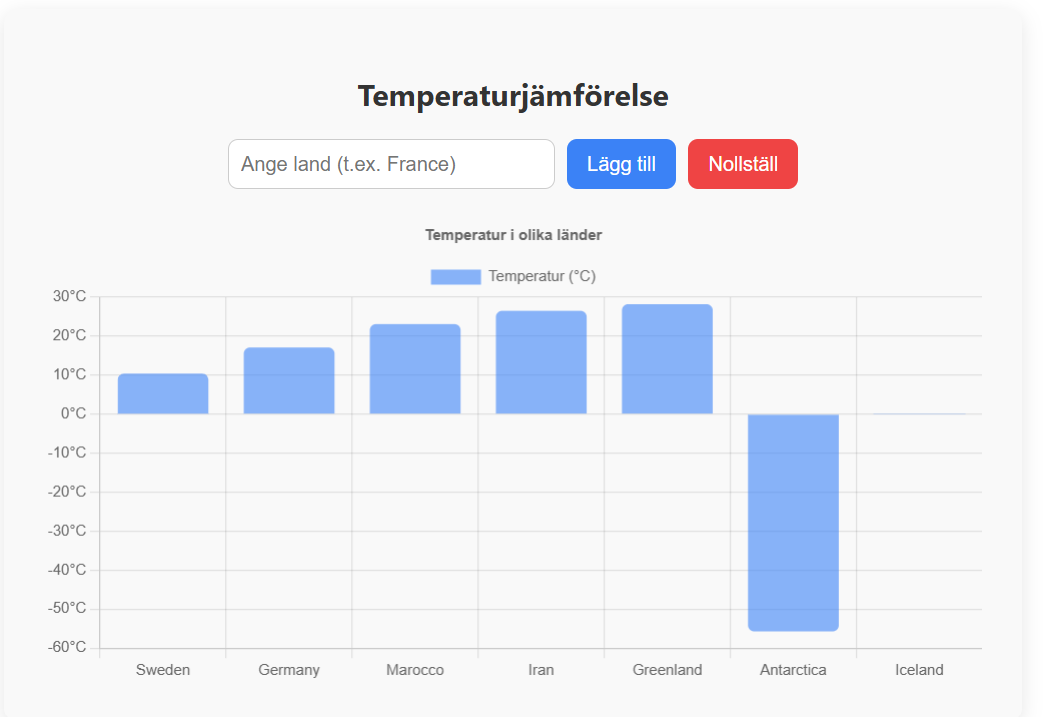 Temperaturjämförelse
Ange land (t.ex. France)
Lägg till
Nollställ
Temperatur i olika länder
Temperatur (°C)
30°C
20°C
10°C
0°C
-10°C
-20°C
-30°C
-40°C
-50°C
-60°C
Sweden Germany Marocco Iran Greenland Antarctica Iceland